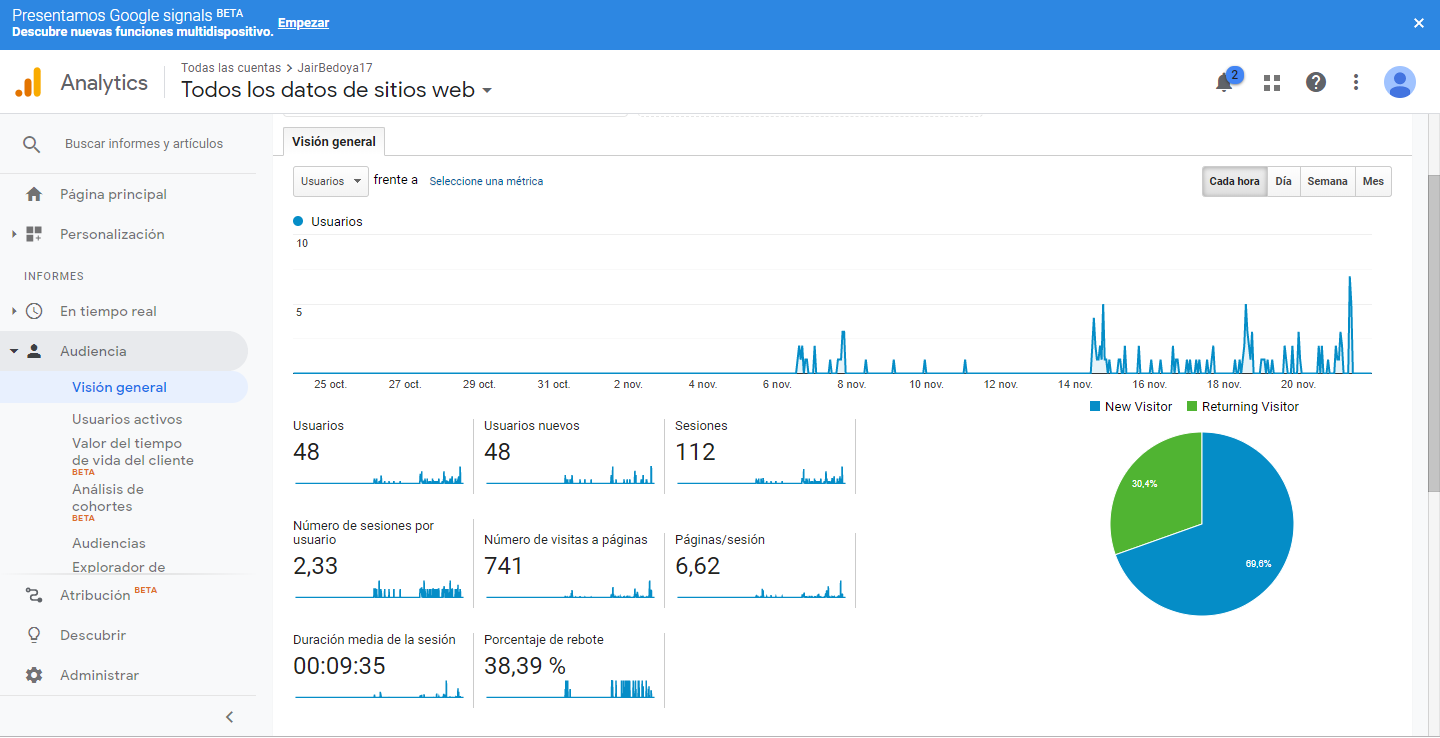 Presentamos Google signals BETA
Descubre nuevas funciones multidispositivo. Empezar
Analytics
Todas las cuentas > JairBedoya17
Todos los datos de sitios web
2
Buscar informes y artículos
Página principal
Personalización
INFORMES
En tiempo real
Audiencia
Visión general
Usuarios activos
Valor del tiempo
de vida del cliente
BETA
Análisis de
cohortes
BETA
Audiencias
Explorador de
Atribución BETA
Descubrir
Administrar
Visión general
Usuarios frente a Seleccione una métrica
Cada hora Día Semana Mes
Usuarios
10
5
25 oct. 27 oct. 29 oct. 31 oct. 2 nov. 4 nov. 6 nov. 8 nov. 10 nov. 12 nov. 14 nov. 16 nov. 18 nov. 20 nov.
New Visitor Returning Visitor
30,4%
69,6%
Usuarios
48
Usuarios nuevos
48
Sesiones
112
Número de sesiones por
usuario
2,33
Número de visitas a páginas
741
Páginas/sesión
6,62
Duración media de la sesión
00:09:35
Porcentaje de rebote
38,39 %